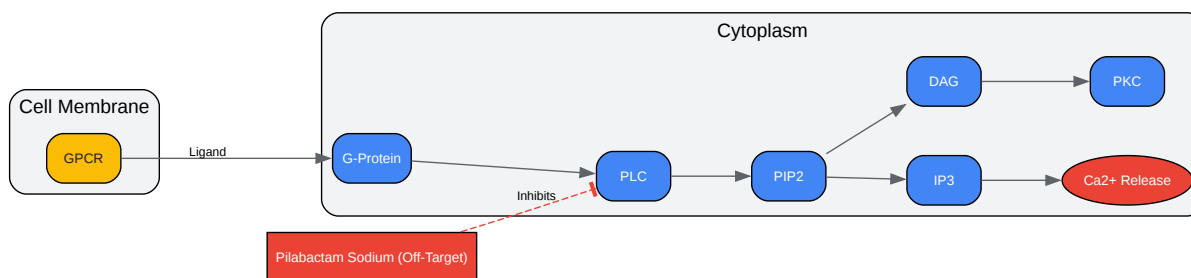 Cytoplasm
Cell Membrane
GPCR
Ligand
G-Protein
PLC
PIP2
DAG
PKC
IP3
Ca2+ Release
Inhibits
Pilabactam Sodium (Off-Target)